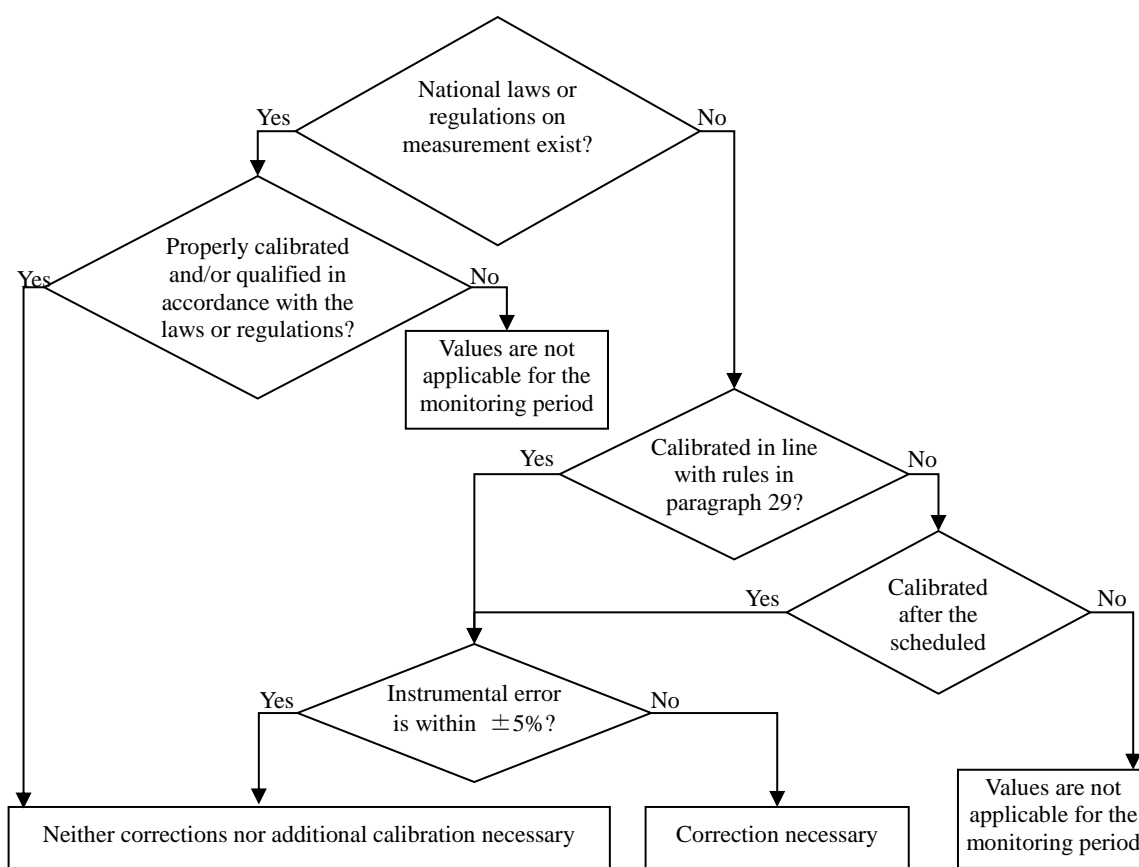 National laws or
regulations on
measurement exist?
Yes
No
Properly calibrated
and/or qualified in
accordance with the
laws or regulations?
Yes
No
Values are not
applicable for the
monitoring period
Calibrated in line
with rules in
paragraph 29?
Yes
No
Calibrated
after the
scheduled
Yes
No
Instrumental error
is within ±5%?
Yes
No
Values are not
applicable for the
monitoring period
Neither corrections nor additional calibration necessary
Correction necessary